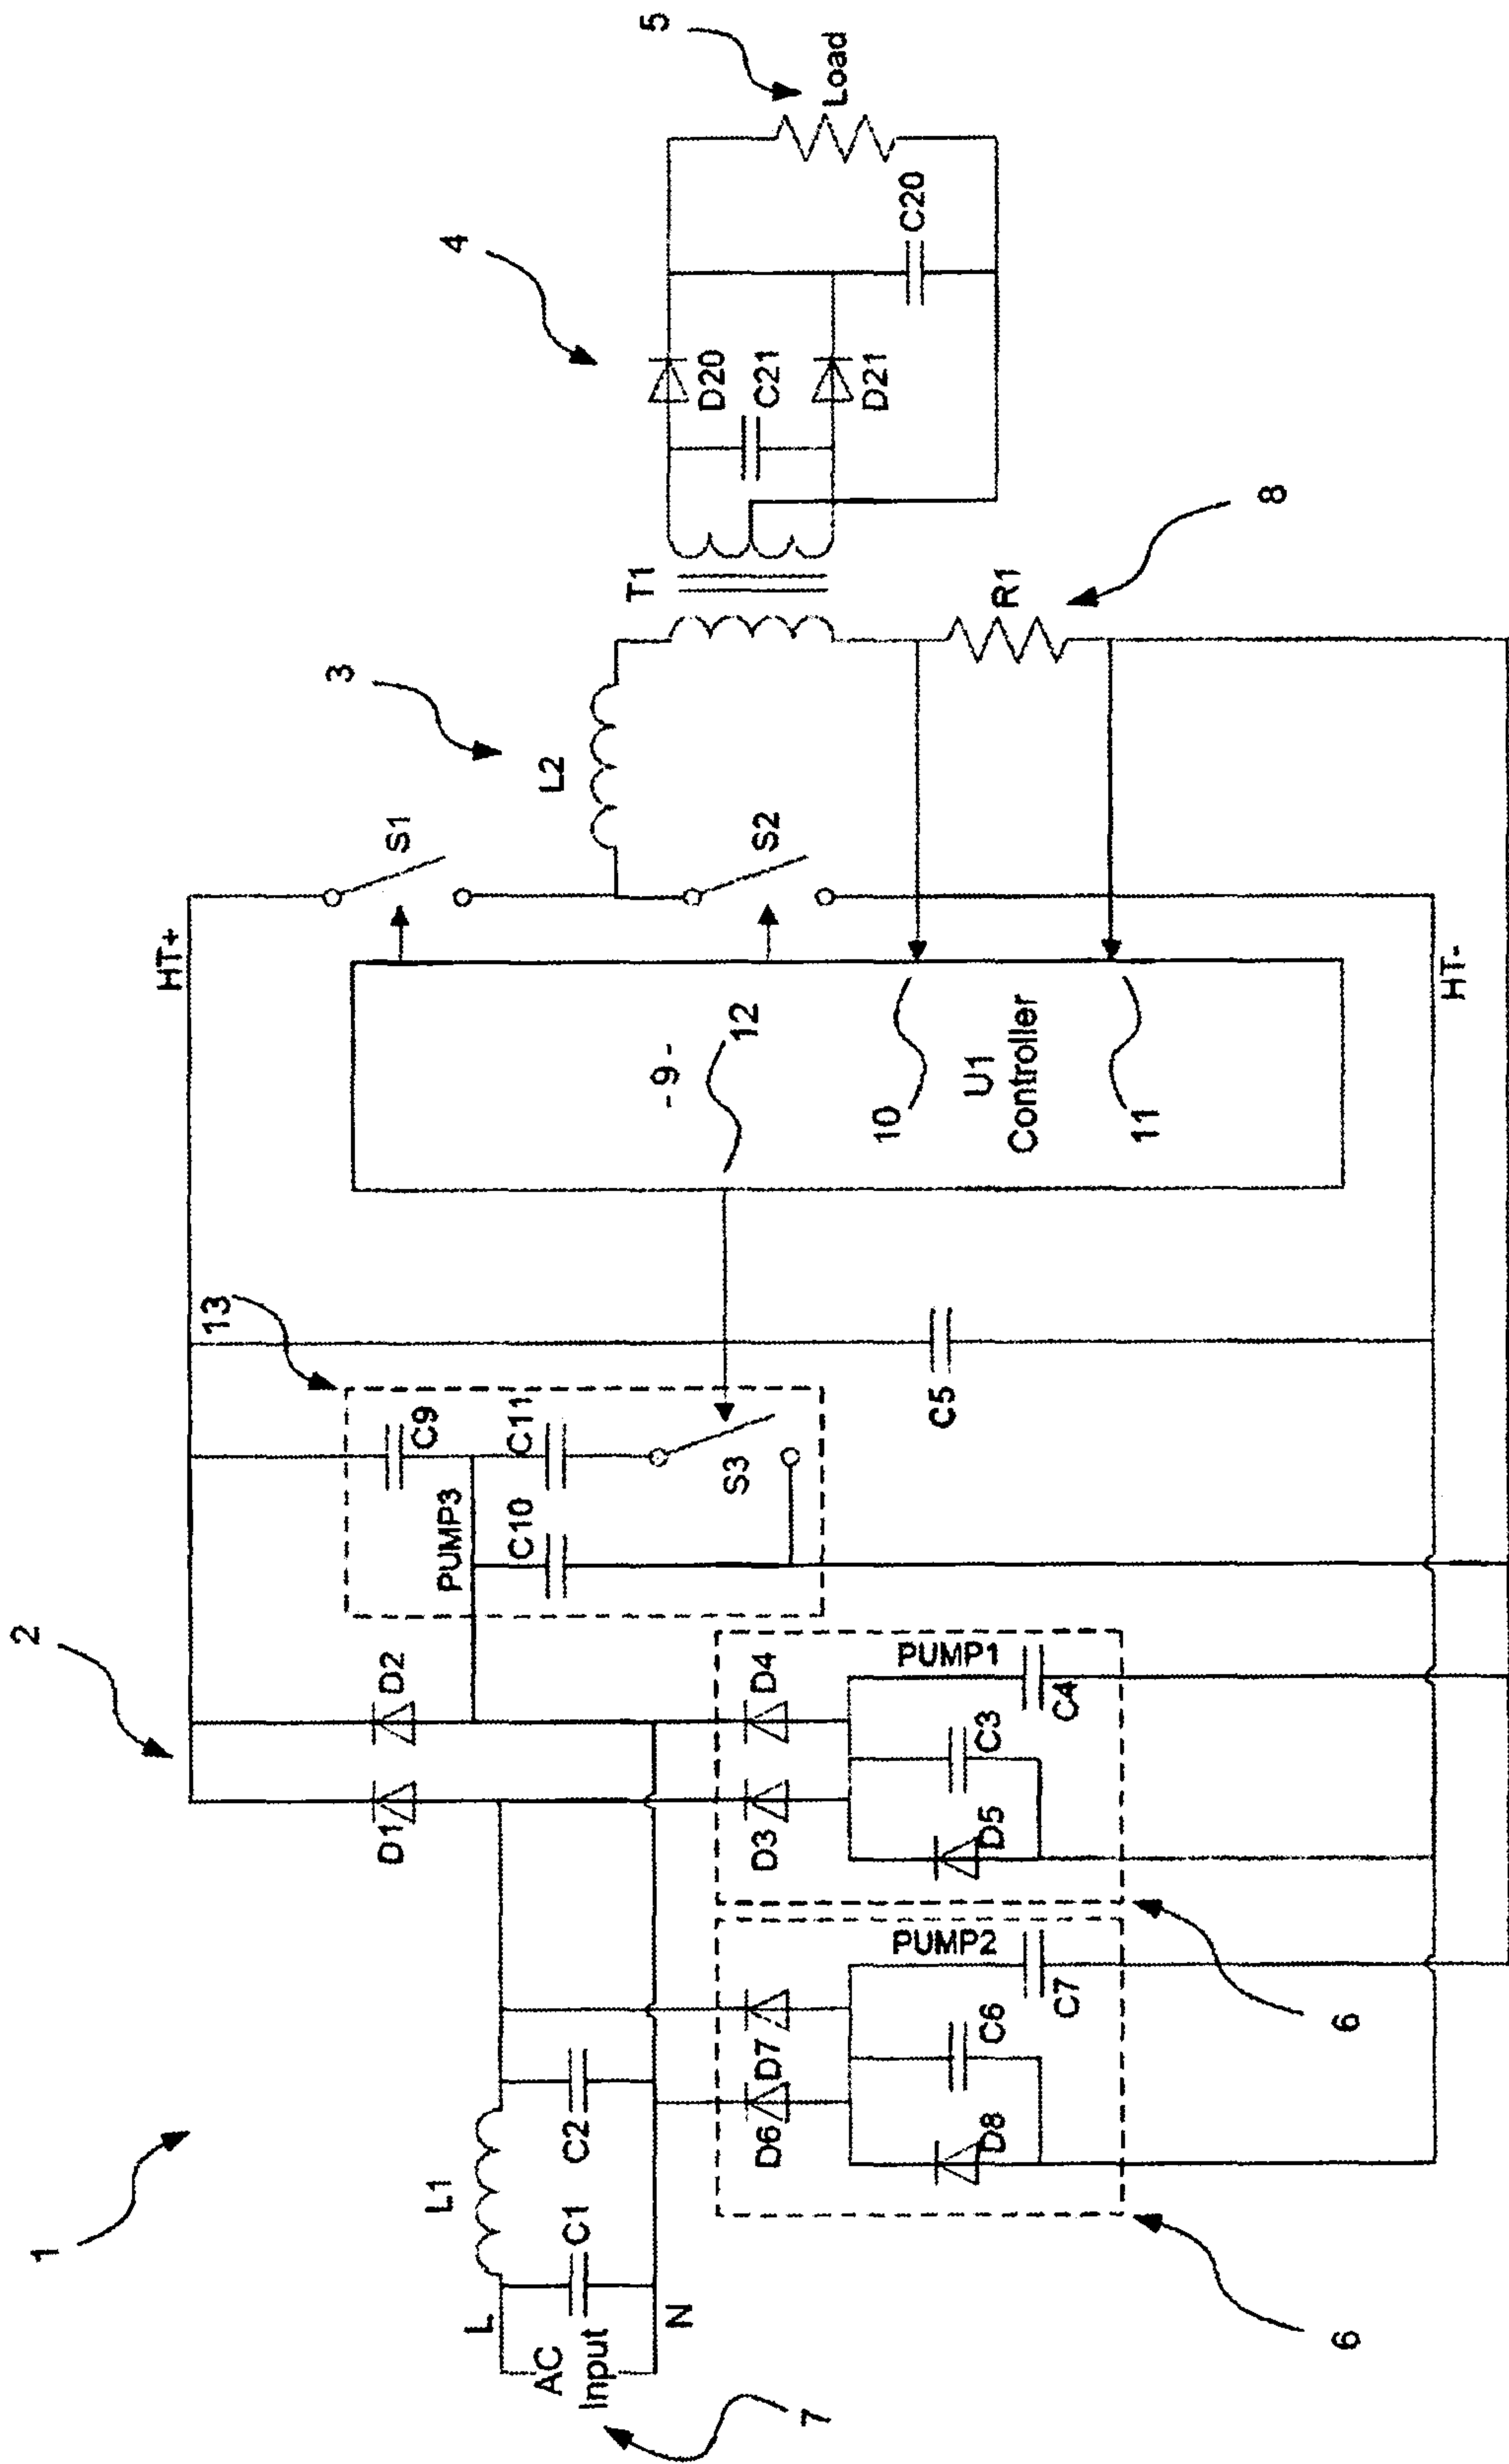 1
2
3
4
5
HT+
L2
T1
Load
S1
S2
D20
C21
D21
C20
R1
8
13
C9
PUMP3
C10
C11
S3
-9-
12
10
U1
Controller
11
C5
HT-
D1
D2
L
L1
AC
Input
C1
C2
N
7
D3
D4
PUMP1
D5
C3
C4
6
D6
D7
PUMP2
D8
C6
C7
6